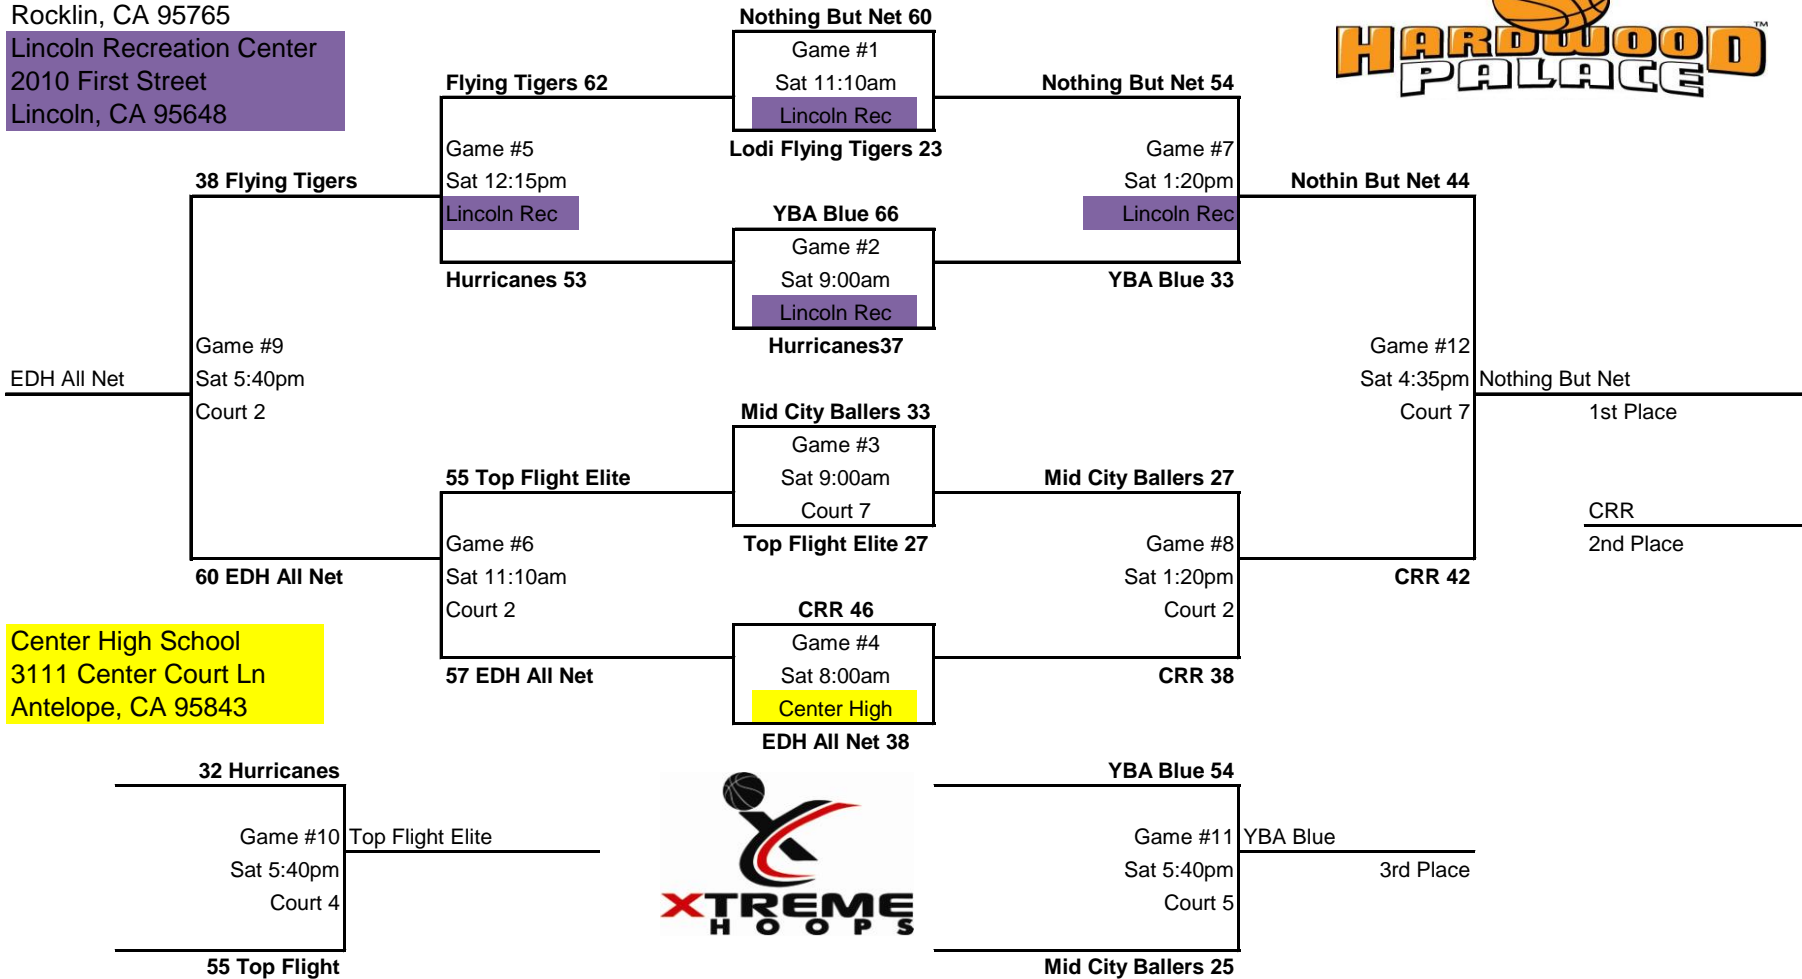 Rocklin, CA 95765
Lincoln Recreation Center
2010 First Street
Lincoln, CA 95648
HARDWOOD
PALACE
TM
Nothing But Net 60
Game #1
Sat 11:10am
Lincoln Rec
Lodi Flying Tigers 23
Flying Tigers 62
Game #5
Sat 12:15pm
Lincoln Rec
Hurricanes 53
YBA Blue 66
Game #2
Sat 9:00am
Lincoln Rec
Hurricanes37
Nothing But Net 54
Game #7
Sat 1:20pm
Lincoln Rec
YBA Blue 33
38 Flying Tigers
Game #9
Sat 5:40pm
Court 2
60 EDH All Net
EDH All Net
Nothin But Net 44
Game #12
Sat 4:35pm
Court 7
CRR 42
Nothing But Net
1st Place
CRR
2nd Place
Mid City Ballers 33
Game #3
Sat 9:00am
Court 7
Top Flight Elite 27
55 Top Flight Elite
Game #6
Sat 11:10am
Court 2
57 EDH All Net
Mid City Ballers 27
Game #8
Sat 1:20pm
Court 2
CRR 38
CRR 46
Game #4
Sat 8:00am
Center High
EDH All Net 38
Center High School
3111 Center Court Ln
Antelope, CA 95843
32 Hurricanes
Game #10
Sat 5:40pm
Court 4
55 Top Flight
Top Flight Elite
XTREME
HOOPS
YBA Blue 54
Game #11
Sat 5:40pm
Court 5
Mid City Ballers 25
YBA Blue
3rd Place